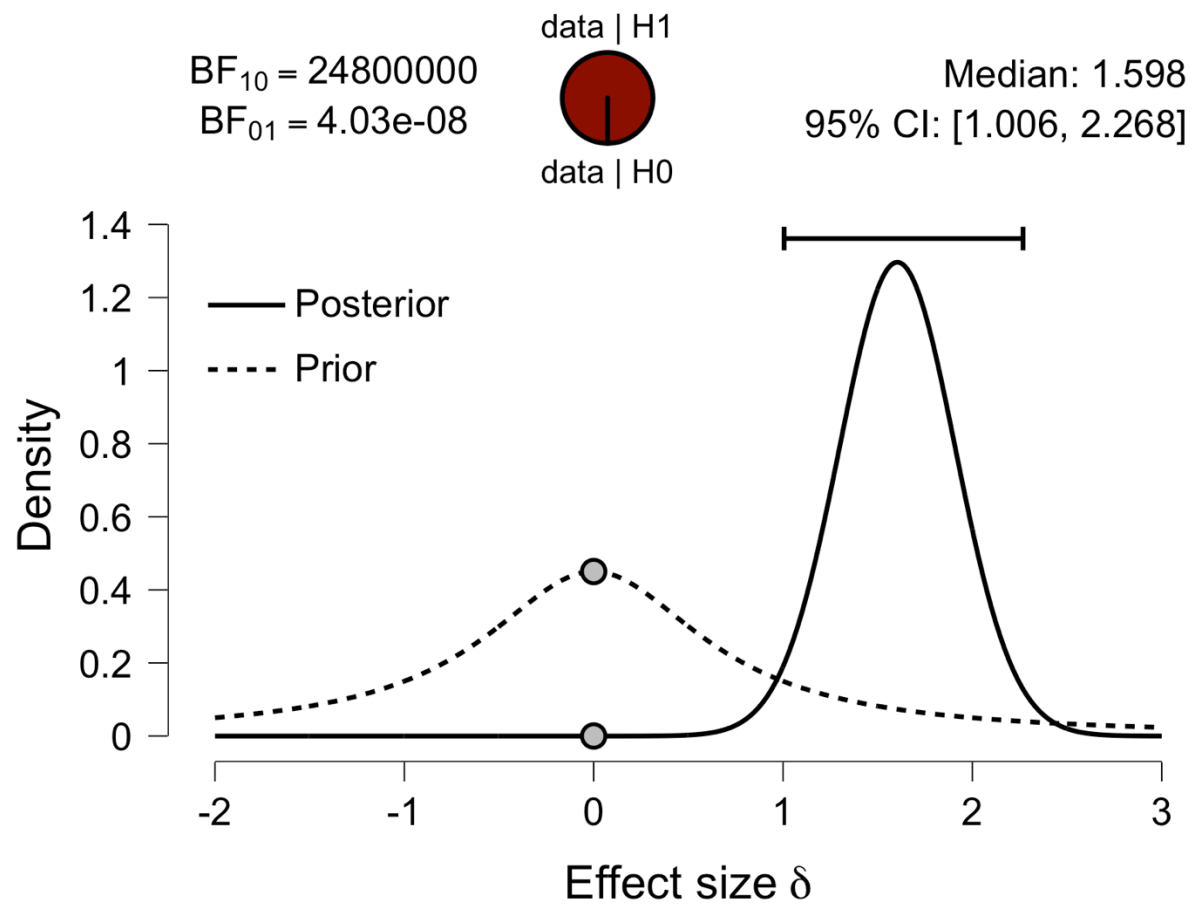 data | H1
BF₁₀ = 24800000
BF₀₁ = 4.03e-08
Median: 1.598
95% CI: [1.006, 2.268]
data | H0
1.4
1.2
1
0.8
0.6
0.4
0.2
0
Density
Posterior
Prior
-2 -1 0 1 2 3
Effect size δ